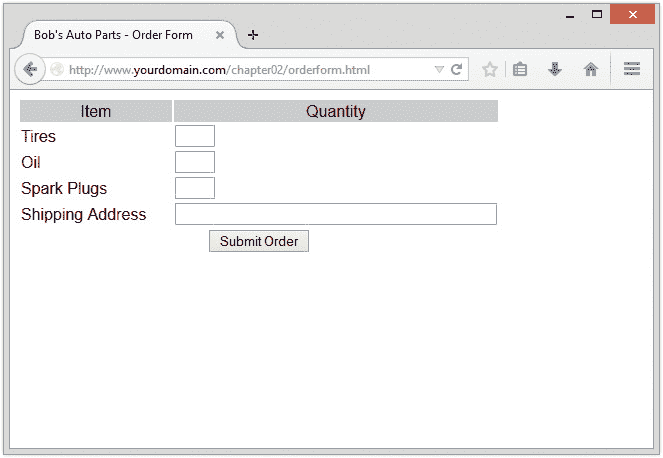 Bob's Auto Parts - Order Form
http://www.yourdomain.com/chapter02/orderform.html
Item Quantity
Tires
Oil
Spark Plugs
Shipping Address
Submit Order